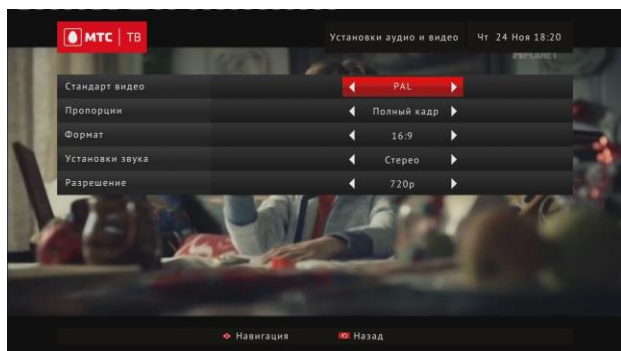 МТС ТВ
Установки аудио и видео
Чт 24 Ноя 18:20
Стандарт видео PAL
Пропорции Полный кадр
Формат 16:9
Установки звука Стерео
Разрешение 720p
Навигация Назад